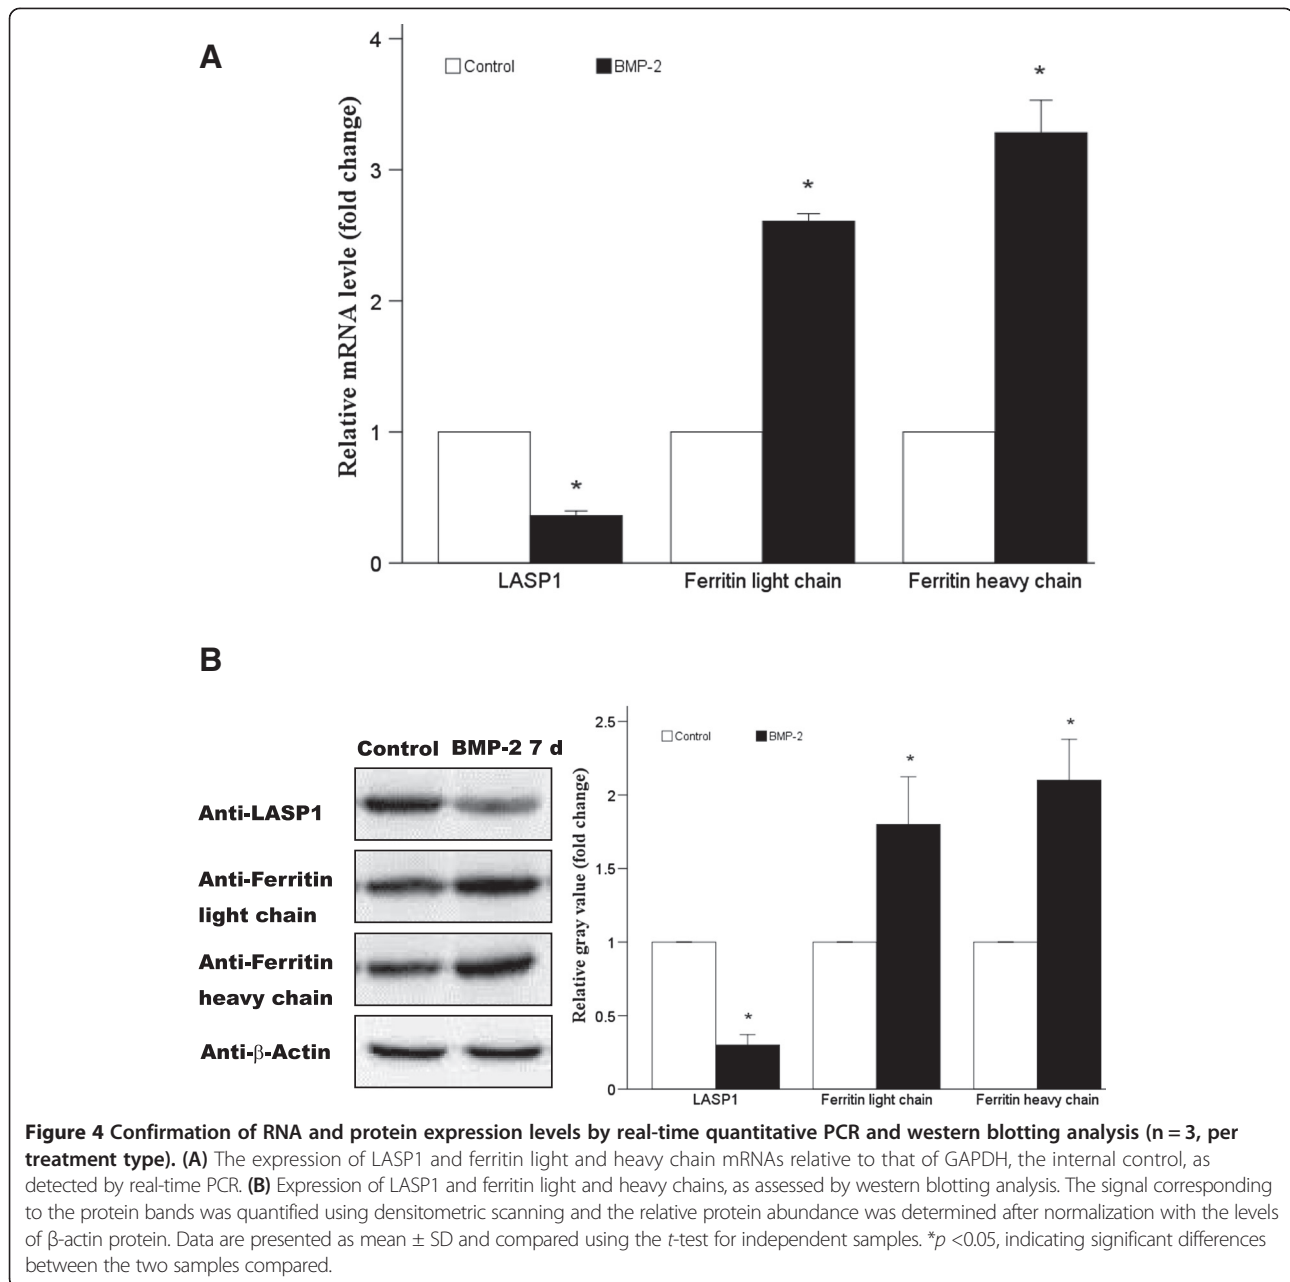 A
4
3
2
1
0
Relative mRNA levle (fold change)
Control
BMP-2
*
*
*
LASP1
Ferritin light chain
Ferritin heavy chain
B
Control BMP-2 7 d
Anti-LASP1
Anti-Ferritin
light chain
Anti-Ferritin
heavy chain
Anti-β-Actin
2.5
2
1.5
1
0.5
0
Relative gray value (fold change)
Control
BMP-2
*
*
*
LASP1
Ferritin light chain
Ferritin heavy chain
Figure 4 Confirmation of RNA and protein expression levels by real-time quantitative PCR and western blotting analysis (n = 3, per
treatment type). (A) The expression of LASP1 and ferritin light and heavy chain mRNAs relative to that of GAPDH, the internal control, as
detected by real-time PCR. (B) Expression of LASP1 and ferritin light and heavy chains, as assessed by western blotting analysis. The signal corresponding
to the protein bands was quantified using densitometric scanning and the relative protein abundance was determined after normalization with the levels
of β-actin protein. Data are presented as mean ± SD and compared using the t-test for independent samples. *p <0.05, indicating significant differences
between the two samples compared.